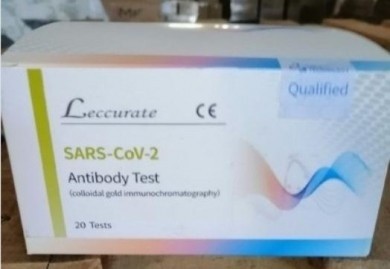 Qualified
Leccurate CE
SARS-CoV-2
Antibody Test
(colloidal gold immunochromatography)
20 Tests